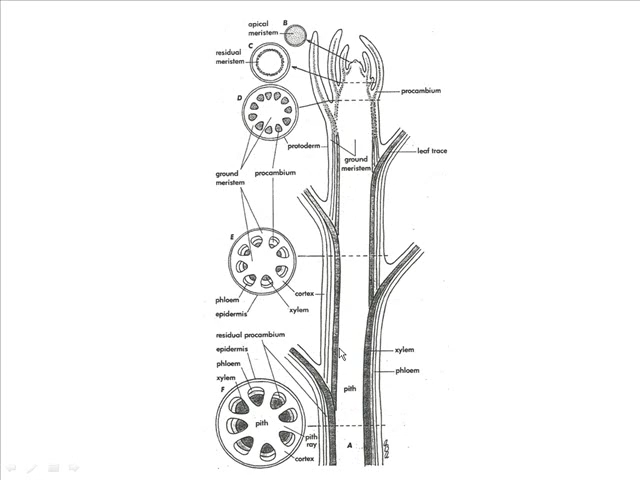 B
apical
meristem
C
residual
meristem
D
procambium
protoderm
ground
meristem
leaf trace
ground
meristem
procambium
E
phloem
epidermis
cortex
xylem
residual procambium
epidermis
phloem
xylem
F
pith
pith
ray
cortex
xylem
phloem
pith
A